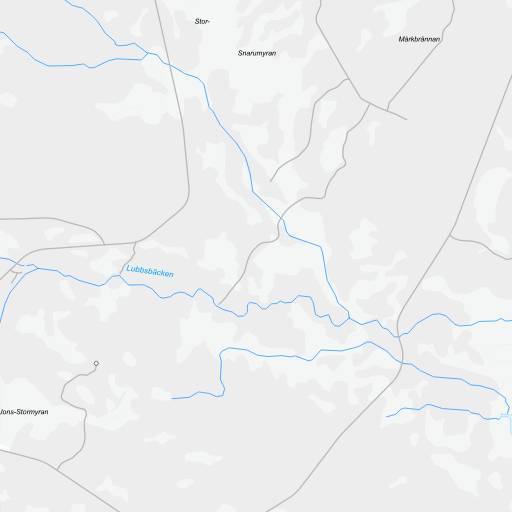 Stor-
Märkbrännan
Snarumyran
Lubbsbäcken
Jons-Stormyran